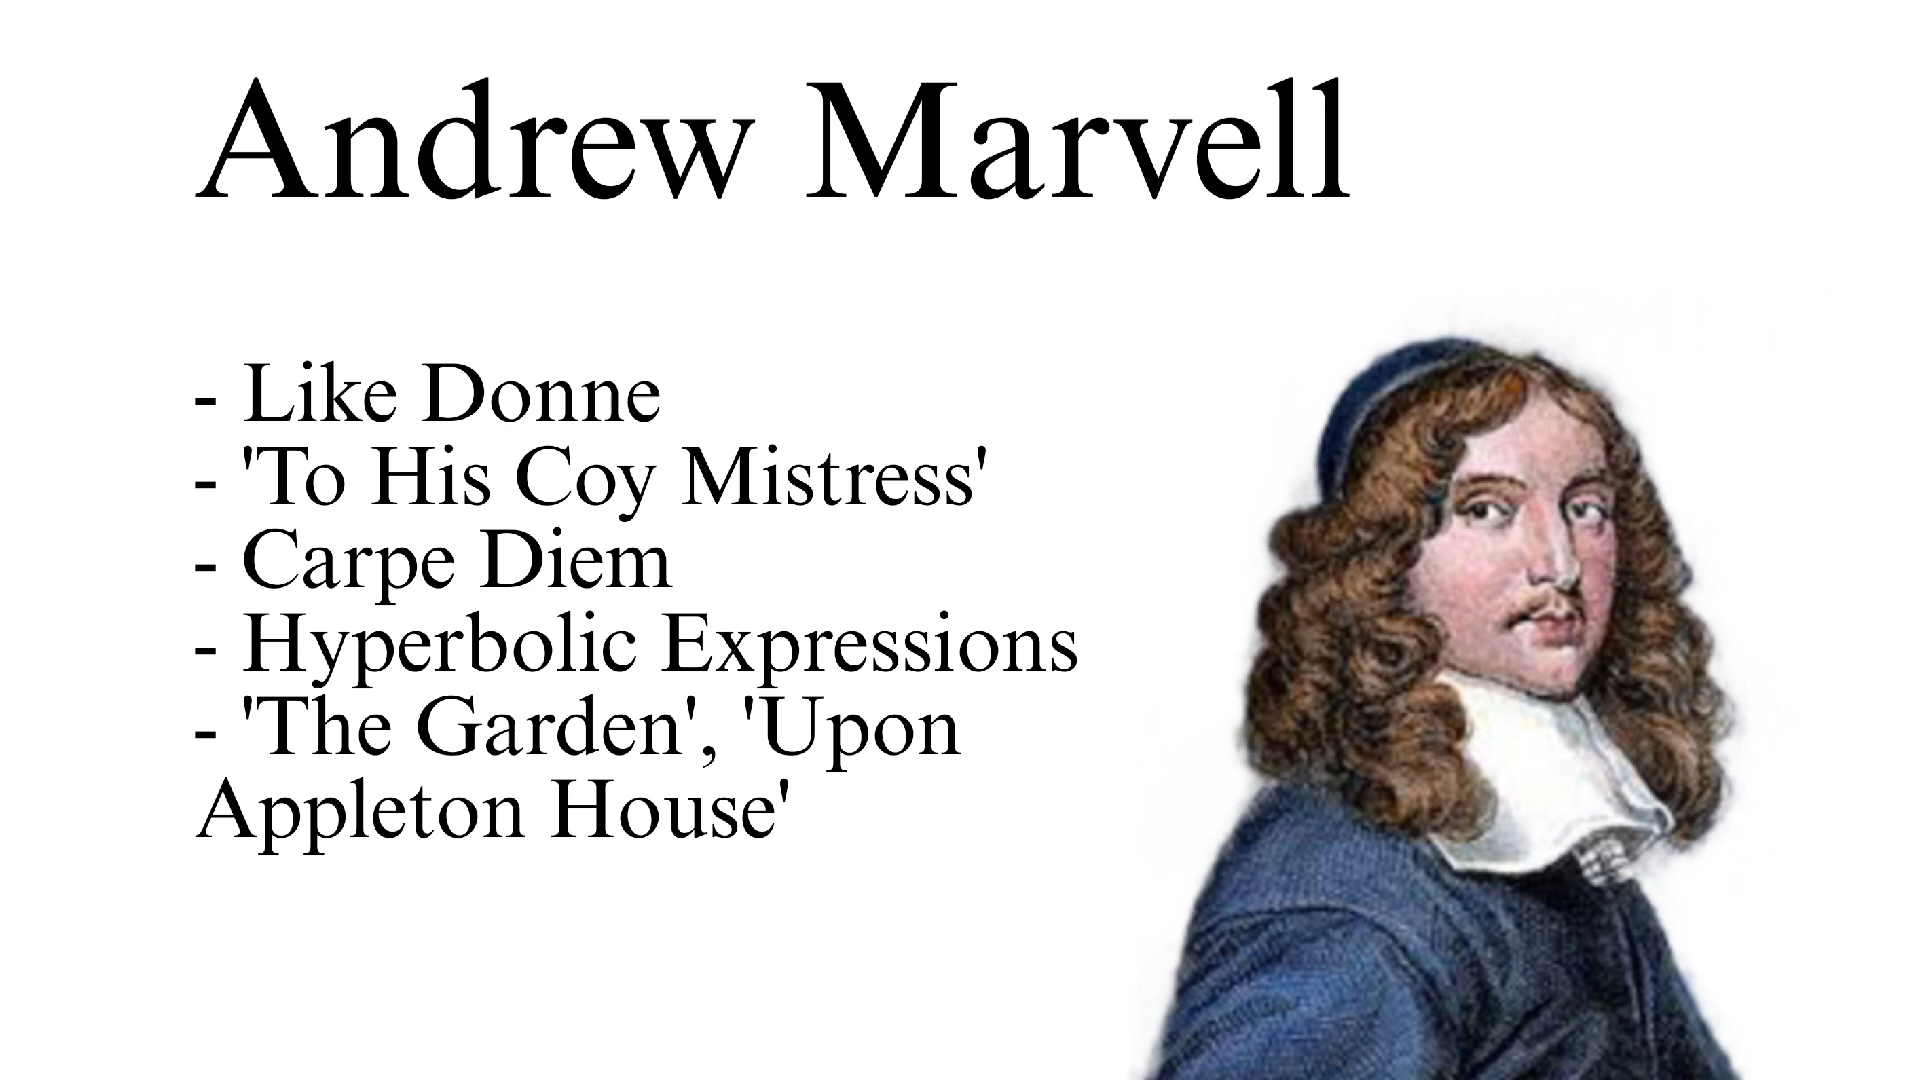 Andrew Marvell
- Like Donne
- 'To His Coy Mistress'
- Carpe Diem
- Hyperbolic Expressions
- 'The Garden', 'Upon
Appleton House'